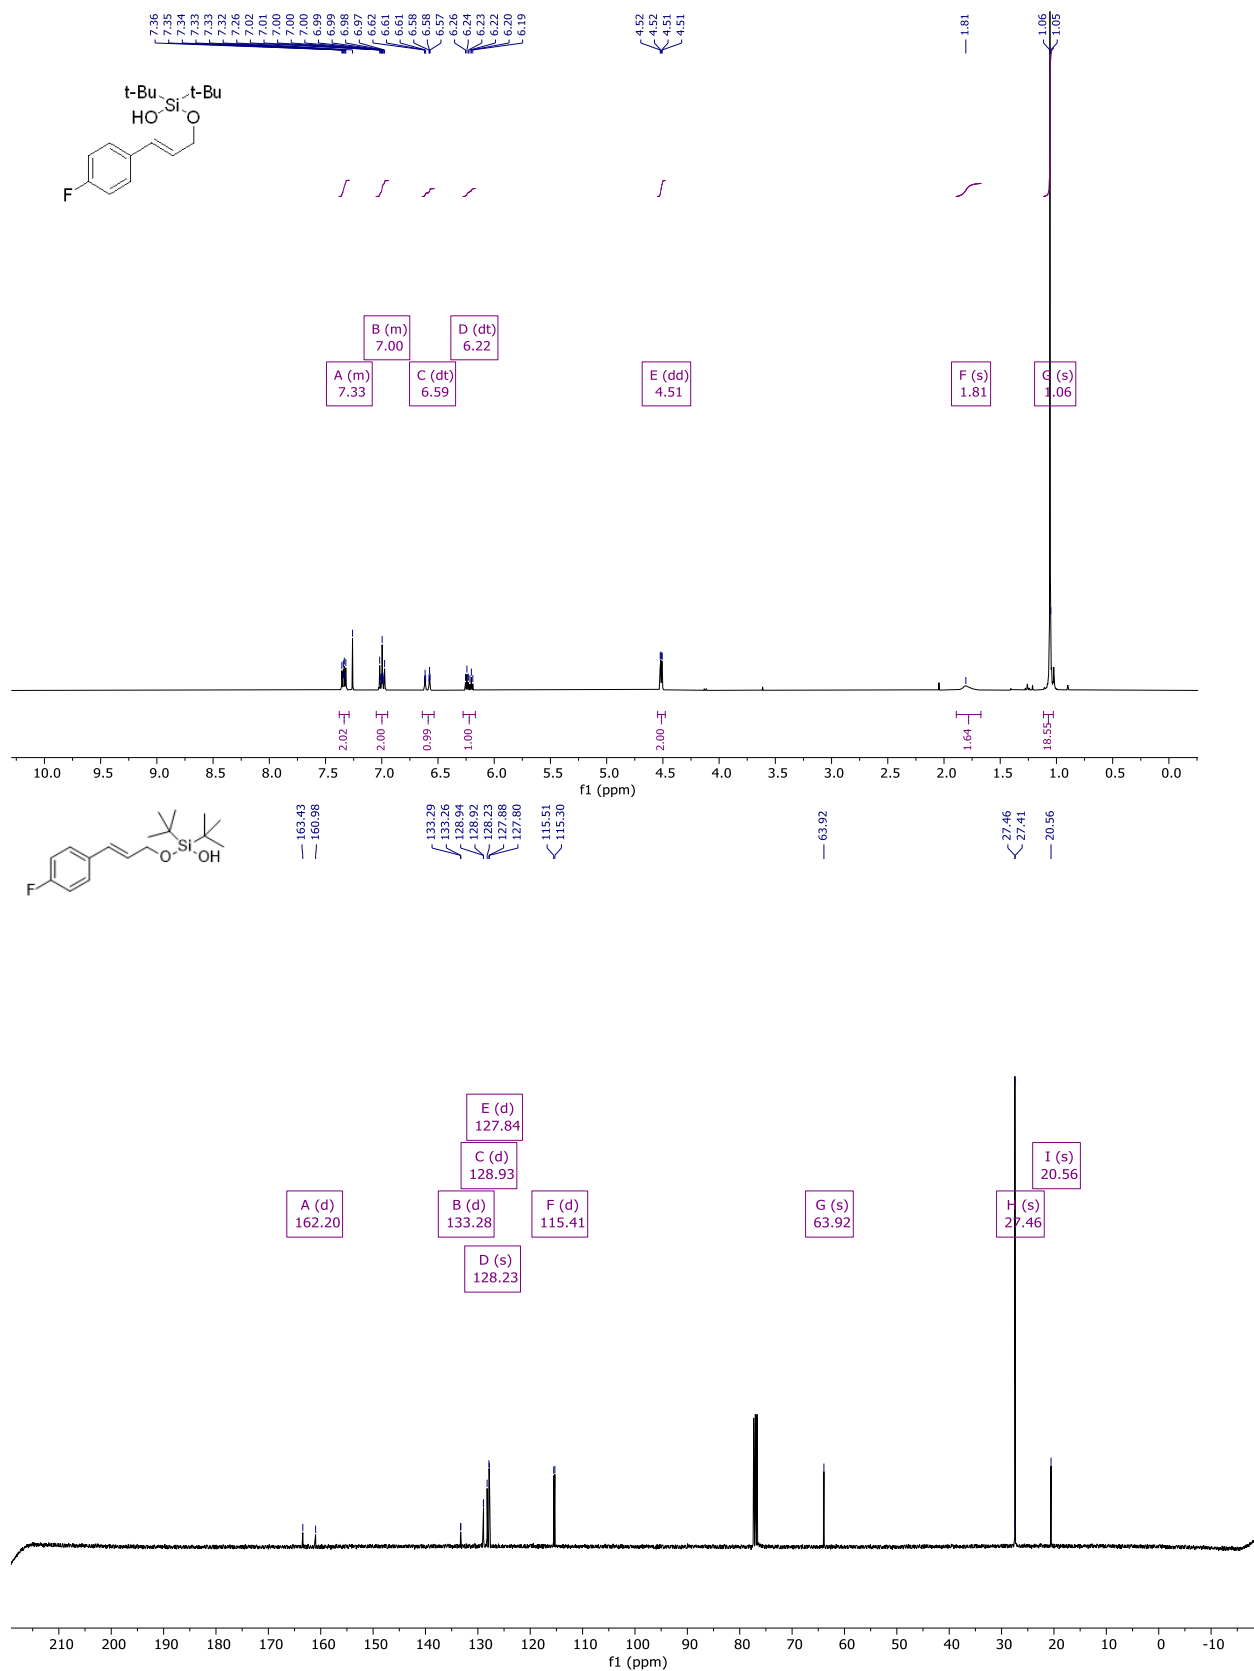 7.36 7.35 7.34 7.33 7.33 7.32 7.26 7.02 7.01 7.00 7.00 7.00 6.99 6.99 6.98 6.97 6.62 6.61 6.61 6.58 6.58 6.57 6.26 6.24 6.23 6.22 6.20 6.19 4.52 4.52 4.51 4.51 1.81 1.06 1.05
t-Bu t-Bu
Si
HO O
F
B (m) D (dt)
7.00 6.22
A (m) C (dt) E (dd) F (s) G (s)
7.33 6.59 4.51 1.81 1.06
2.02 2.00 0.99 1.00 2.00 1.64 18.55
10.0 9.5 9.0 8.5 8.0 7.5 7.0 6.5 6.0 5.5 5.0 4.5 4.0 3.5 3.0 2.5 2.0 1.5 1.0 0.5 0.0
f1 (ppm)
163.43 160.98 133.29 133.26 128.94 128.92 128.23 127.88 127.80 115.51 115.30 63.92 27.46 27.41 20.56
Si
O OH
F
E (d)
127.84
C (d) I (s)
128.93 20.56
A (d) B (d) F (d) G (s) H (s)
162.20 133.28 115.41 63.92 27.46
D (s)
128.23
210 200 190 180 170 160 150 140 130 120 110 100 90 80 70 60 50 40 30 20 10 0 -10
f1 (ppm)